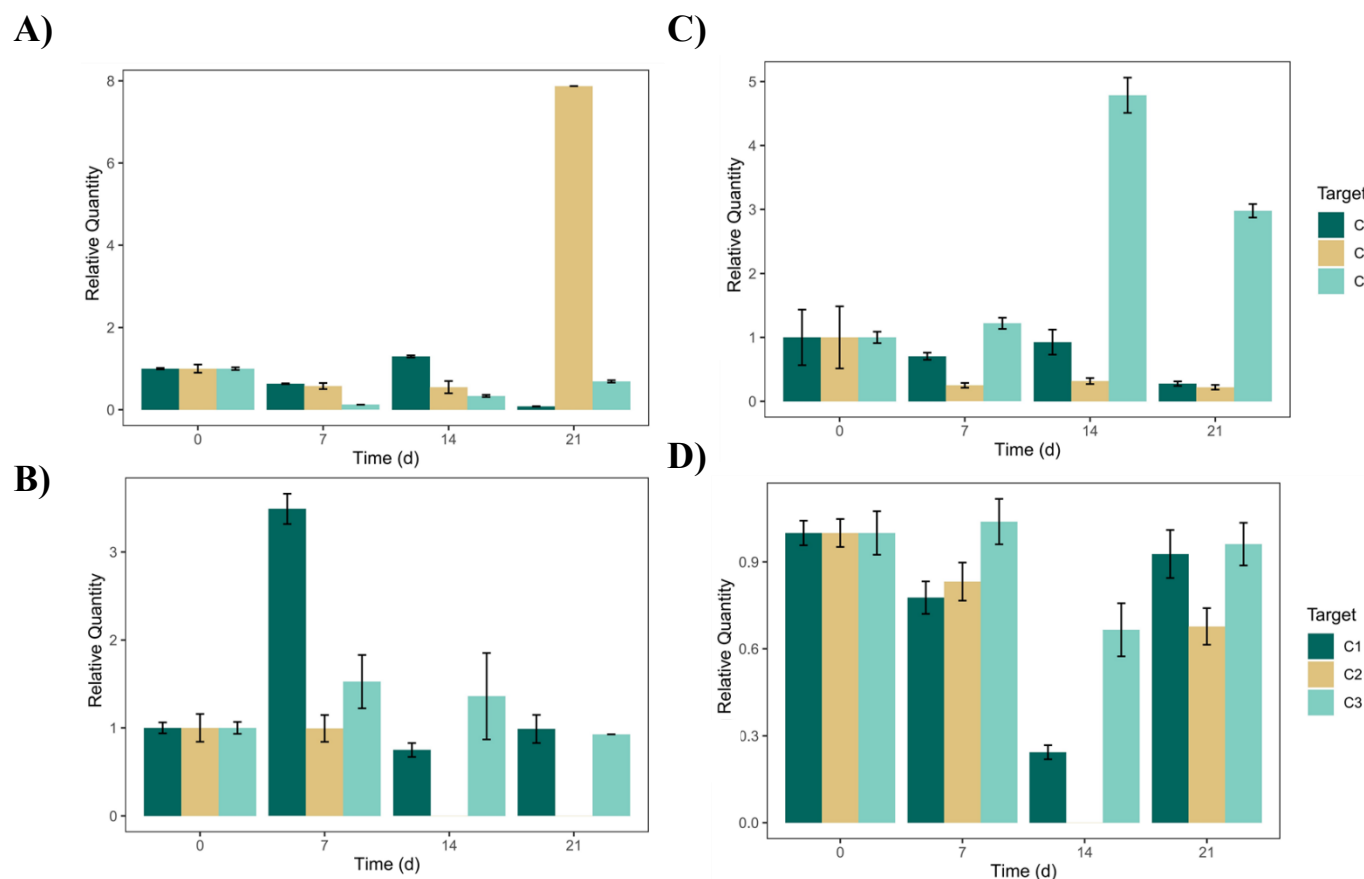 A)
Relative Quantity
8
6
4
2
0
0 7 14 21
Time (d)
B)
Relative Quantity
3
2
1
0
0 7 14 21
Time (d)
C)
Relative Quantity
5
4
3
2
1
0
0 7 14 21
Time (d)
Target
C
C
C
D)
Relative Quantity
0.9
0.6
0.3
0.0
0 7 14 21
Time (d)
Target
C1
C2
C3